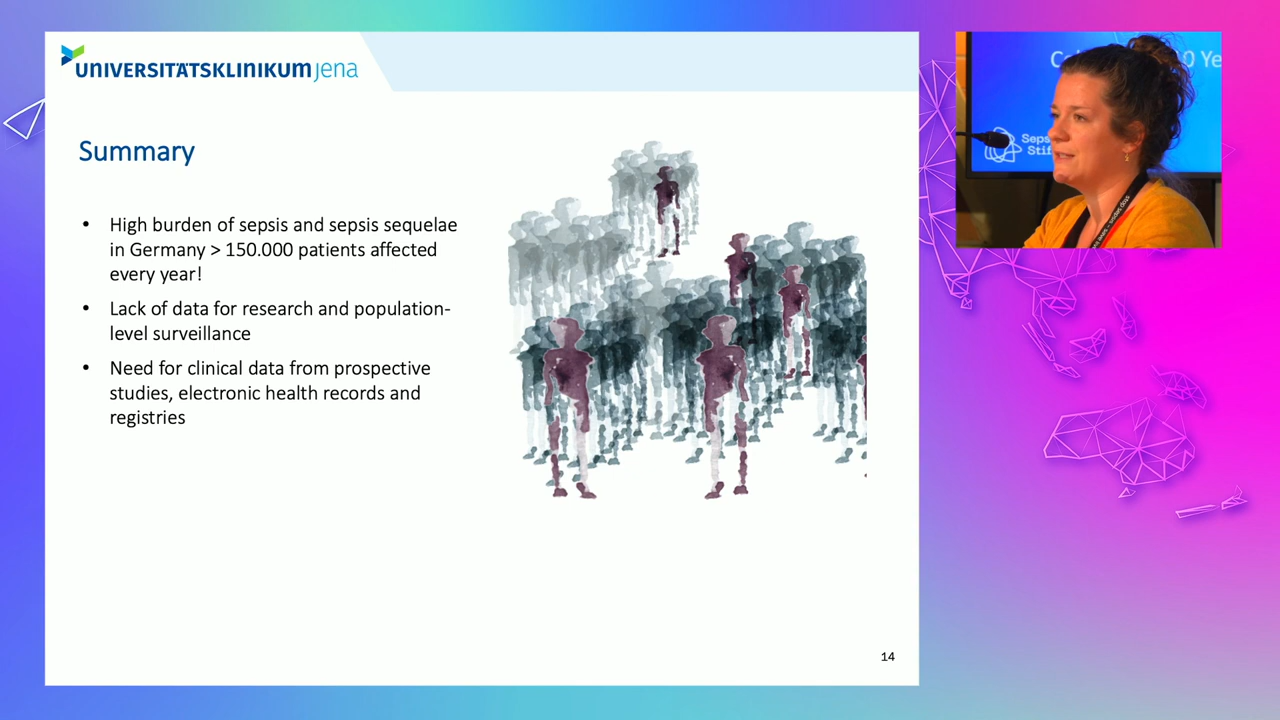 UNIVERSITÄTSKLINIKUM jena
Summary
• High burden of sepsis and sepsis sequelae
in Germany > 150.000 patients affected
every year!
• Lack of data for research and population-
level surveillance
• Need for clinical data from prospective
studies, electronic health records and
registries
14